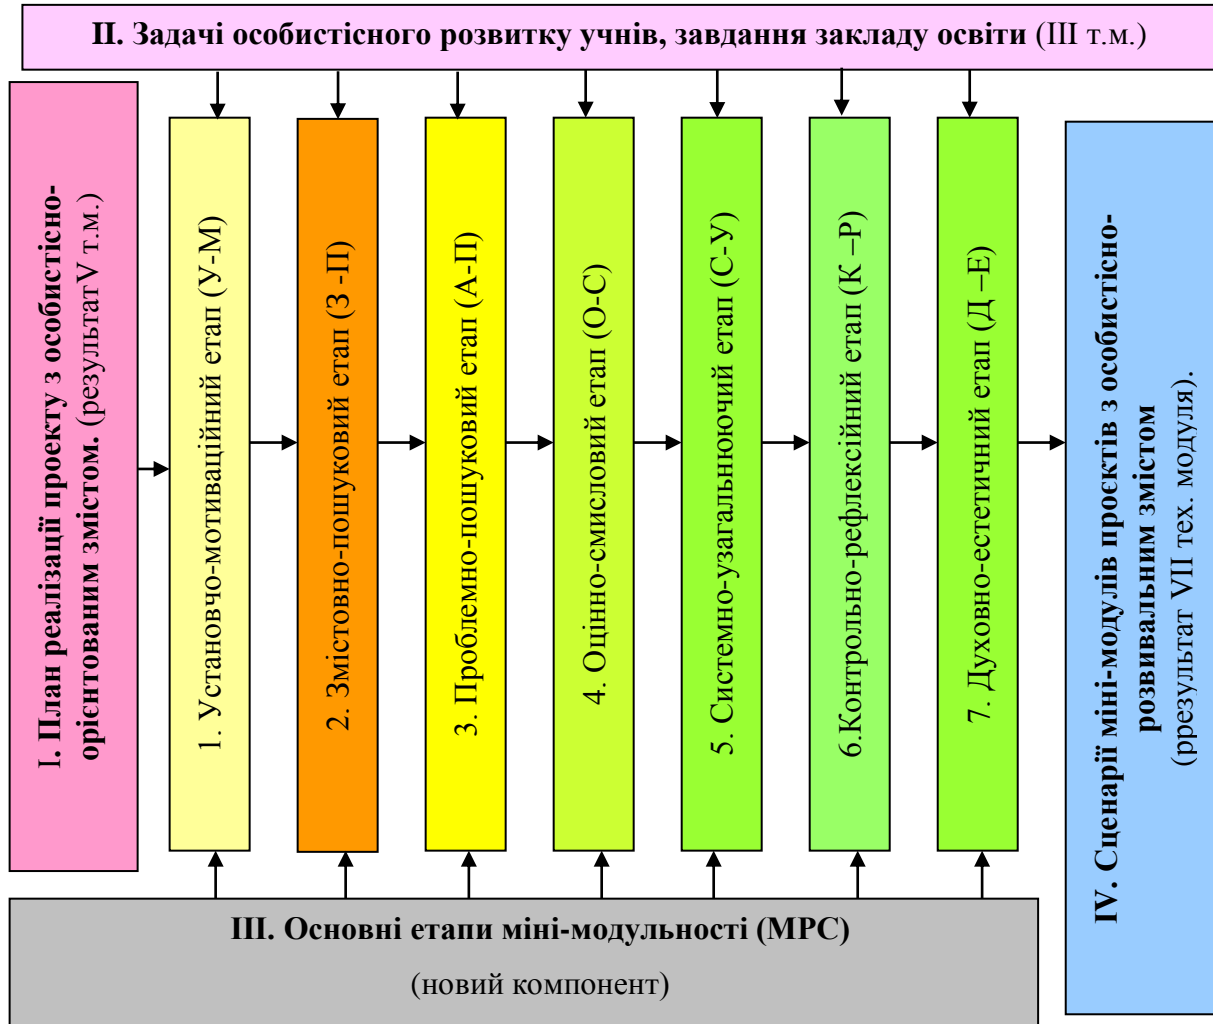 II. Задачі особистісного розвитку учнів, завдання закладу освіти (III т.м.)
I. План реалізації проекту з особистісно-
орієнтованим змістом. (результат V т.м.)
1. Установчо-мотиваційний етап (У-М)
2. Змістовно-пошуковий етап (З -П)
3. Проблемно-пошуковий етап (А-П)
4. Оцінно-смисловий етап (О-С)
5. Системно-узагальнюючий етап (С-У)
6.Контрольно-рефлексійний етап (К –Р)
7. Духовно-естетичний етап (Д –Е)
IV. Сценарії міні-модулів проєктів з особистісно-
розвивальним змістом
(ррезультат VII тех. модуля).
III. Основні етапи міні-модульності (МРС)
(новий компонент)